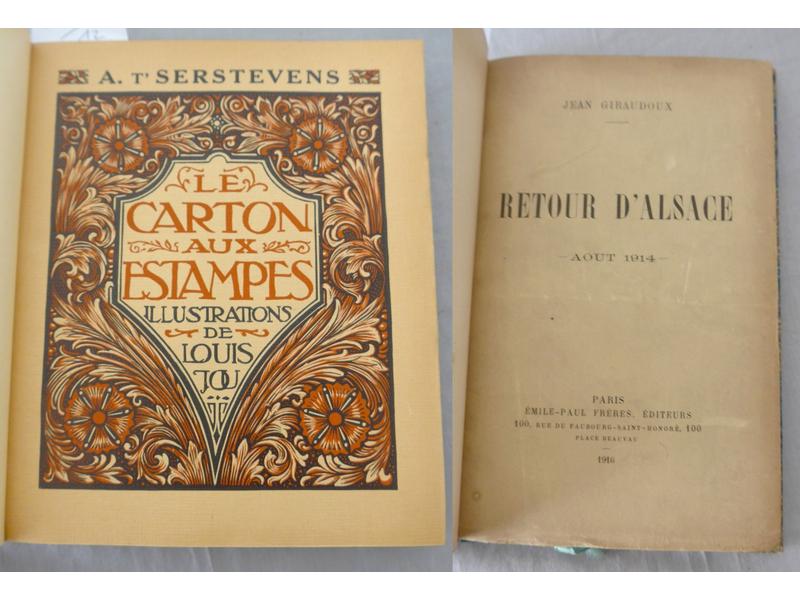 12
A. T' SERSTEVENS
LE
CARTON
AUX
ESTAMPES
ILLUSTRATIONS
DE
LOUIS
JOU
JEAN GIRAUDOUX
RETOUR D'ALSACE
- AOUT 1914 -
PARIS
ÉMILE-PAUL FRÈRES, ÉDITEURS
100, RUE DU FAUBOURG-SAINT-HONORÉ, 100
PLACE BEAUVAU
1916